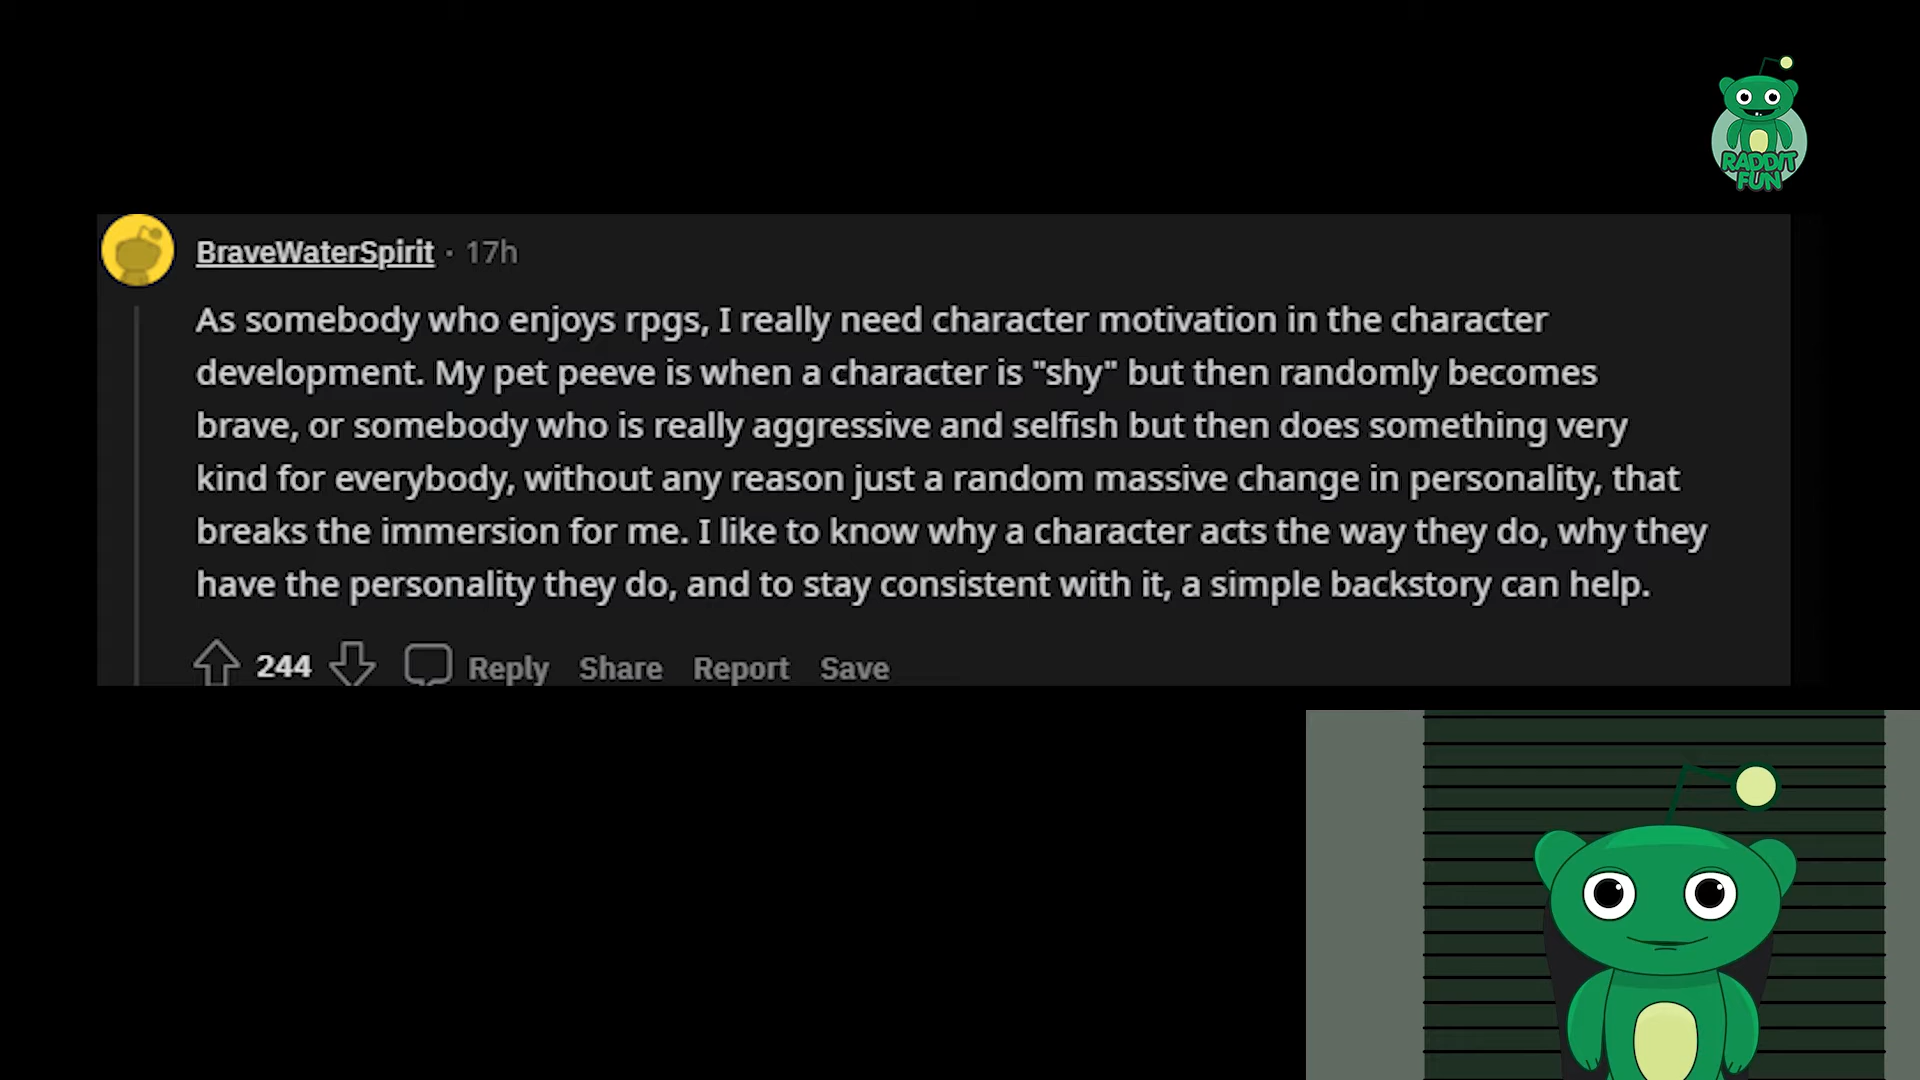 RADDIT
FUN
BraveWaterSpirit · 17h
As somebody who enjoys rpgs, I really need character motivation in the character
development. My pet peeve is when a character is "shy" but then randomly becomes
brave, or somebody who is really aggressive and selfish but then does something very
kind for everybody, without any reason just a random massive change in personality, that
breaks the immersion for me. I like to know why a character acts the way they do, why they
have the personality they do, and to stay consistent with it, a simple backstory can help.
244 Reply Share Report Save